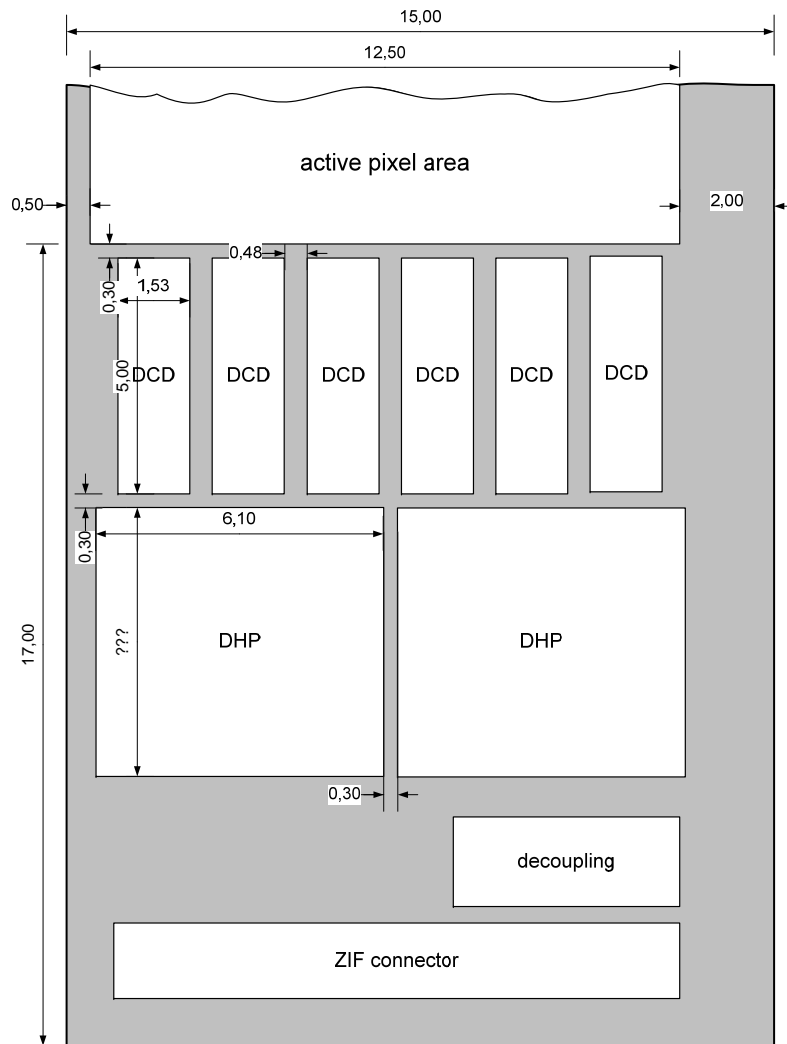 15,00
12,50
active pixel area
0,50
2,00
0,48
0,30
1,53
5,00
DCD
DCD
DCD
DCD
DCD
DCD
0,30
6,10
17,00
???
DHP
DHP
0,30
decoupling
ZIF connector